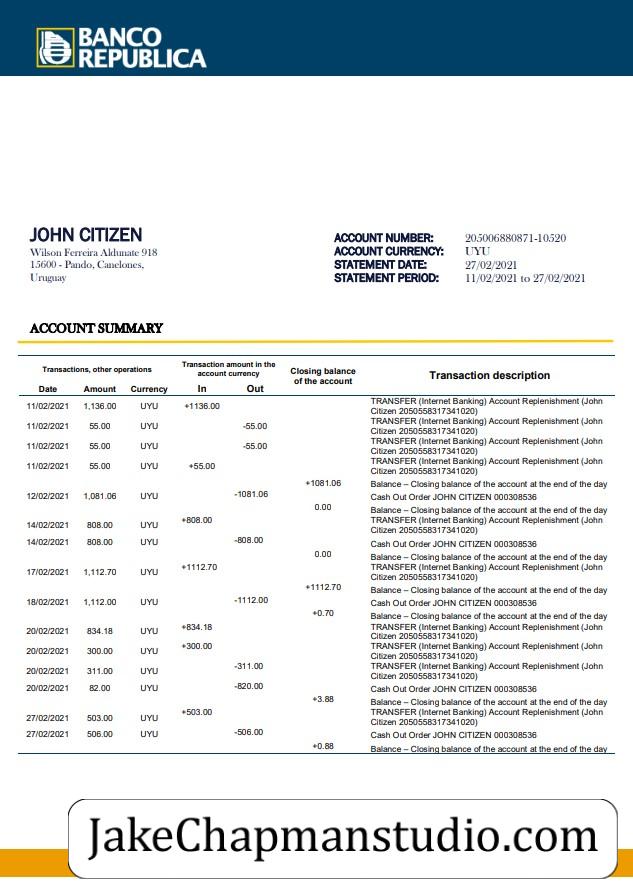 BANCO
REPUBLICA
JOHN CITIZEN
Wilson Ferreira Aldunate 918
15600 - Pando, Canelones,
Uruguay
ACCOUNT NUMBER: 205006880871-10520
ACCOUNT CURRENCY: UYU
STATEMENT DATE: 27/02/2021
STATEMENT PERIOD: 11/02/2021 to 27/02/2021
ACCOUNT SUMMARY
Transactions, other operations
Transaction amount in the
account currency
Closing balance
of the account
Transaction description
Date Amount Currency In Out
11/02/2021 1,136.00 UYU +1136.00 TRANSFER (Internet Banking) Account Replenishment (John
Citizen 2050558317341020)
11/02/2021 55.00 UYU -55.00 TRANSFER (Internet Banking) Account Replenishment (John
Citizen 2050558317341020)
11/02/2021 55.00 UYU -55.00 TRANSFER (Internet Banking) Account Replenishment (John
Citizen 2050558317341020)
11/02/2021 55.00 UYU +55.00 TRANSFER (Internet Banking) Account Replenishment (John
Citizen 2050558317341020)
+1081.06 Balance – Closing balance of the account at the end of the day
12/02/2021 1,081.06 UYU -1081.06 Cash Out Order JOHN CITIZEN 000308536
0.00 Balance – Closing balance of the account at the end of the day
14/02/2021 808.00 UYU +808.00 TRANSFER (Internet Banking) Account Replenishment (John
Citizen 2050558317341020)
14/02/2021 808.00 UYU -808.00 Cash Out Order JOHN CITIZEN 000308536
0.00 Balance – Closing balance of the account at the end of the day
17/02/2021 1,112.70 UYU +1112.70 TRANSFER (Internet Banking) Account Replenishment (John
Citizen 2050558317341020)
+1112.70 Balance – Closing balance of the account at the end of the day
18/02/2021 1,112.00 UYU -1112.00 Cash Out Order JOHN CITIZEN 000308536
+0.70 Balance – Closing balance of the account at the end of the day
20/02/2021 834.18 UYU +834.18 TRANSFER (Internet Banking) Account Replenishment (John
Citizen 2050558317341020)
20/02/2021 300.00 UYU +300.00 TRANSFER (Internet Banking) Account Replenishment (John
Citizen 2050558317341020)
20/02/2021 311.00 UYU -311.00 TRANSFER (Internet Banking) Account Replenishment (John
Citizen 2050558317341020)
20/02/2021 82.00 UYU -820.00 Cash Out Order JOHN CITIZEN 000308536
+3.88 Balance – Closing balance of the account at the end of the day
27/02/2021 503.00 UYU +503.00 TRANSFER (Internet Banking) Account Replenishment (John
Citizen 2050558317341020)
27/02/2021 506.00 UYU -506.00 Cash Out Order JOHN CITIZEN 000308536
+0.88 Balance – Closing balance of the account at the end of the day
JakeChapmanstudio.com